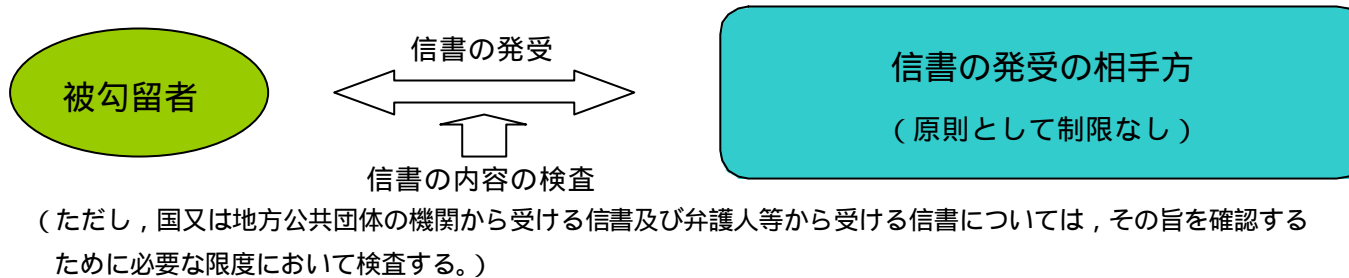 信書の発受
被勾留者
信書の発受の相手方
(原則として制限なし)
信書の内容の検査
(ただし,国又は地方公共団体の機関から受ける信書及び弁護人等から受ける信書については,その旨を確認する
ために必要な限度において検査する。)